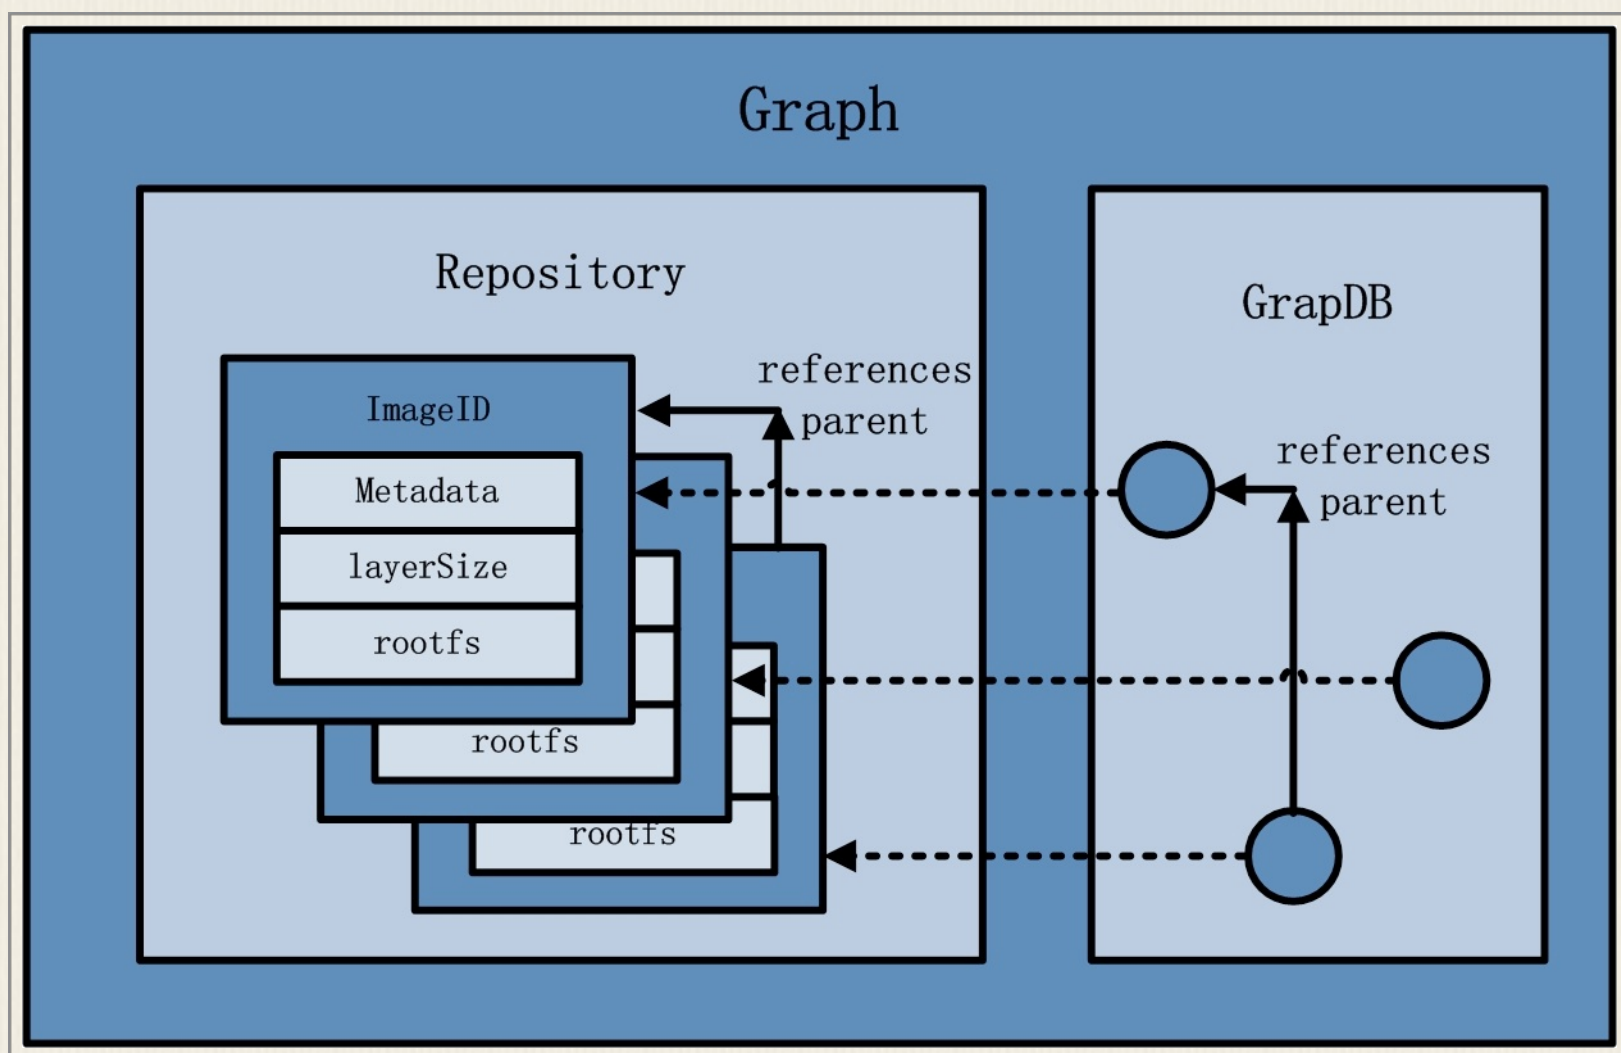 Graph
Repository
ImageID
Metadata
layerSize
rootfs
rootfs
rootfs
references
parent
GrapDB
references
parent